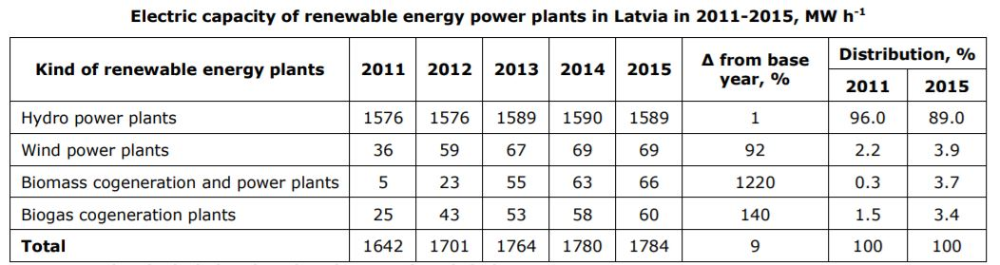 Electric capacity of renewable energy power plants in Latvia in 2011-2015, MW h-1
Kind of renewable energy plants 2011 2012 2013 2014 2015 Δ from base year, % Distribution, %
2011 2015
Hydro power plants 1576 1576 1589 1590 1589 1 96.0 89.0
Wind power plants 36 59 67 69 69 92 2.2 3.9
Biomass cogeneration and power plants 5 23 55 63 66 1220 0.3 3.7
Biogas cogeneration plants 25 43 53 58 60 140 1.5 3.4
Total 1642 1701 1764 1780 1784 9 100 100